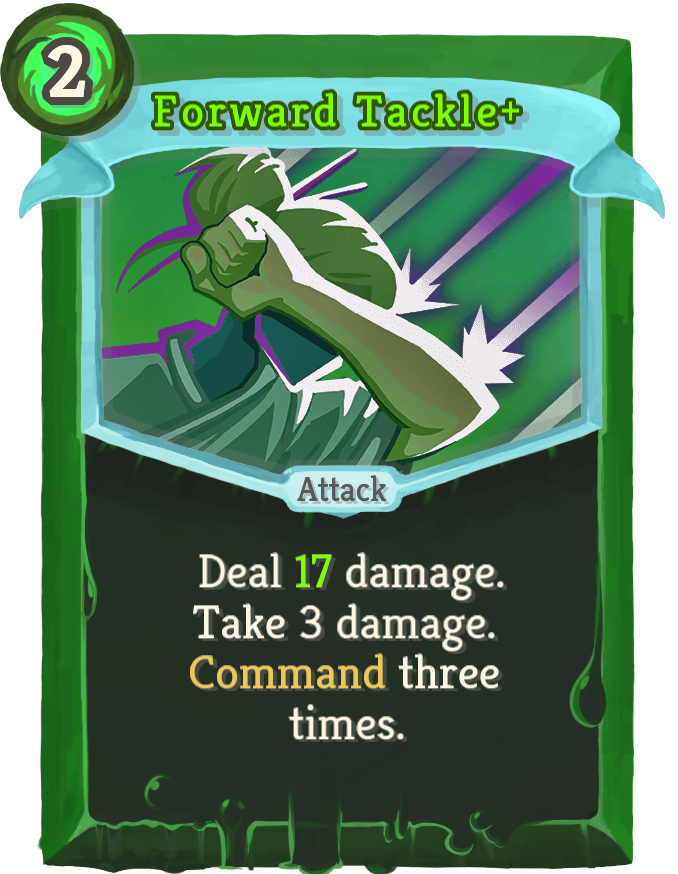 2
Forward Tackle+
Attack
Deal 17 damage.
Take 3 damage.
Command three
times.